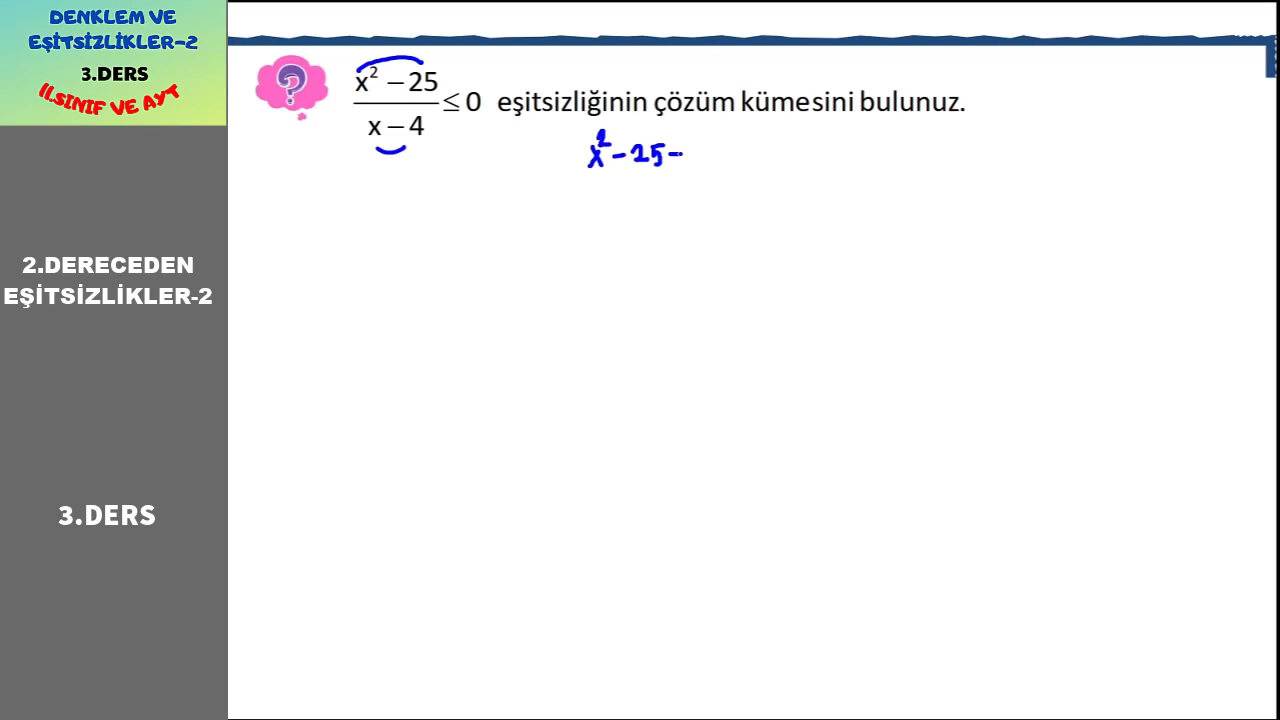 DENKLEM VE
EŞİTSİZLİKLER-2
3.DERS
11.SINIF VE AYT
2.DERECEDEN
EŞİTSİZLİKLER-2
3.DERS
?
x² − 25
x − 4
≤ 0 eşitsizliğinin çözüm kümesini bulunuz.
x² − 25 -